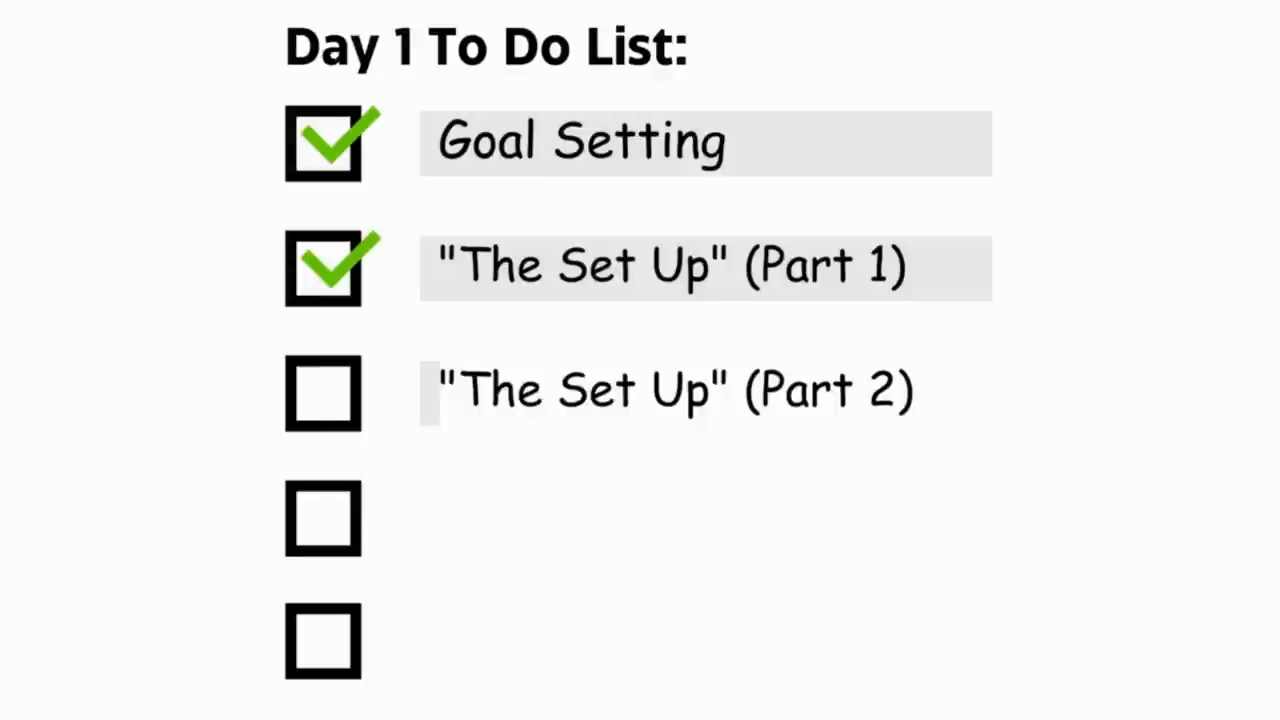 Day 1 To Do List:
Goal Setting
"The Set Up" (Part 1)
"The Set Up" (Part 2)